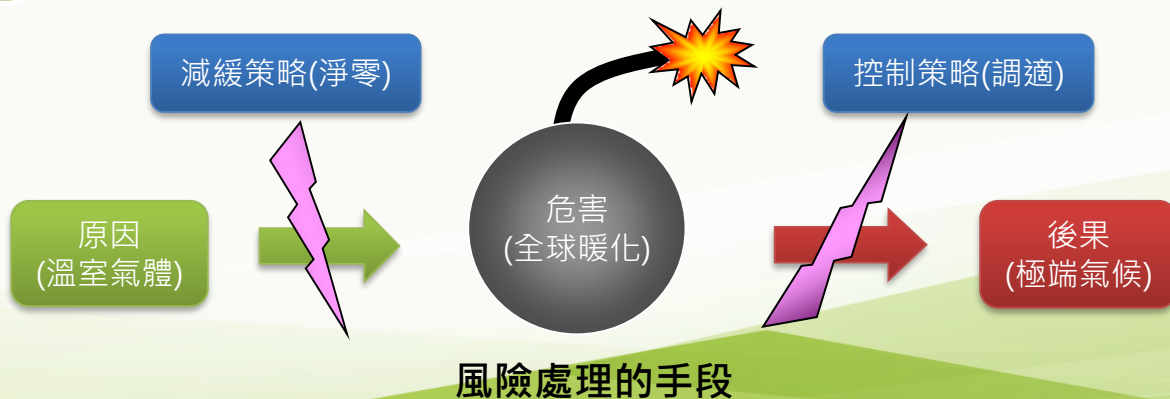 減緩策略(淨零)
控制策略(調適)
原因
(溫室氣體)
危害
(全球暖化)
後果
(極端氣候)
風險處理的手段